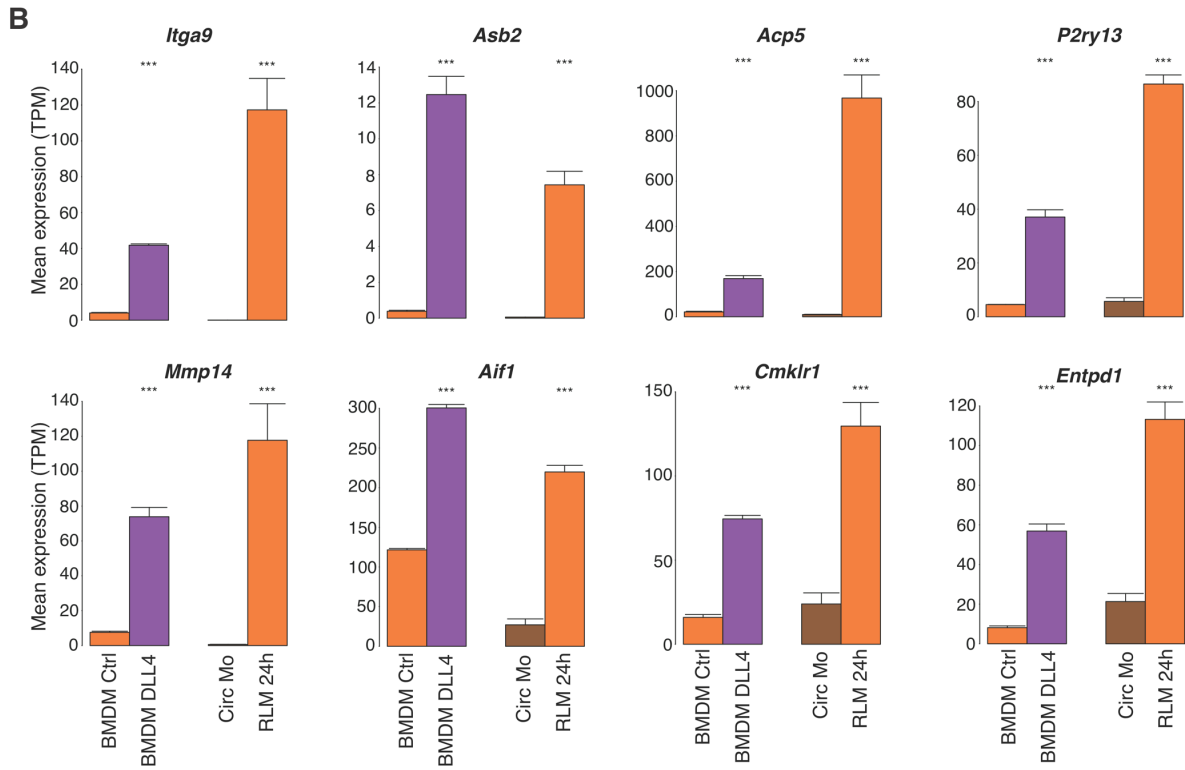 B
Itga9
Asb2
Acp5
P2ry13
*** ***
*** ***
*** ***
*** ***
Mean expression (TPM)
140
120
100
80
60
40
20
0
14
12
10
8
6
4
2
0
1000
800
600
400
200
0
80
60
40
20
0
Mmp14
Aif1
Cmklr1
Entpd1
*** ***
*** ***
*** ***
*** ***
Mean expression (TPM)
140
120
100
80
60
40
20
0
300
250
200
150
100
50
0
150
100
50
0
120
100
80
60
40
20
0
BMDM Ctrl
BMDM DLL4
Circ Mo
RLM 24h
BMDM Ctrl
BMDM DLL4
Circ Mo
RLM 24h
BMDM Ctrl
BMDM DLL4
Circ Mo
RLM 24h
BMDM Ctrl
BMDM DLL4
Circ Mo
RLM 24h